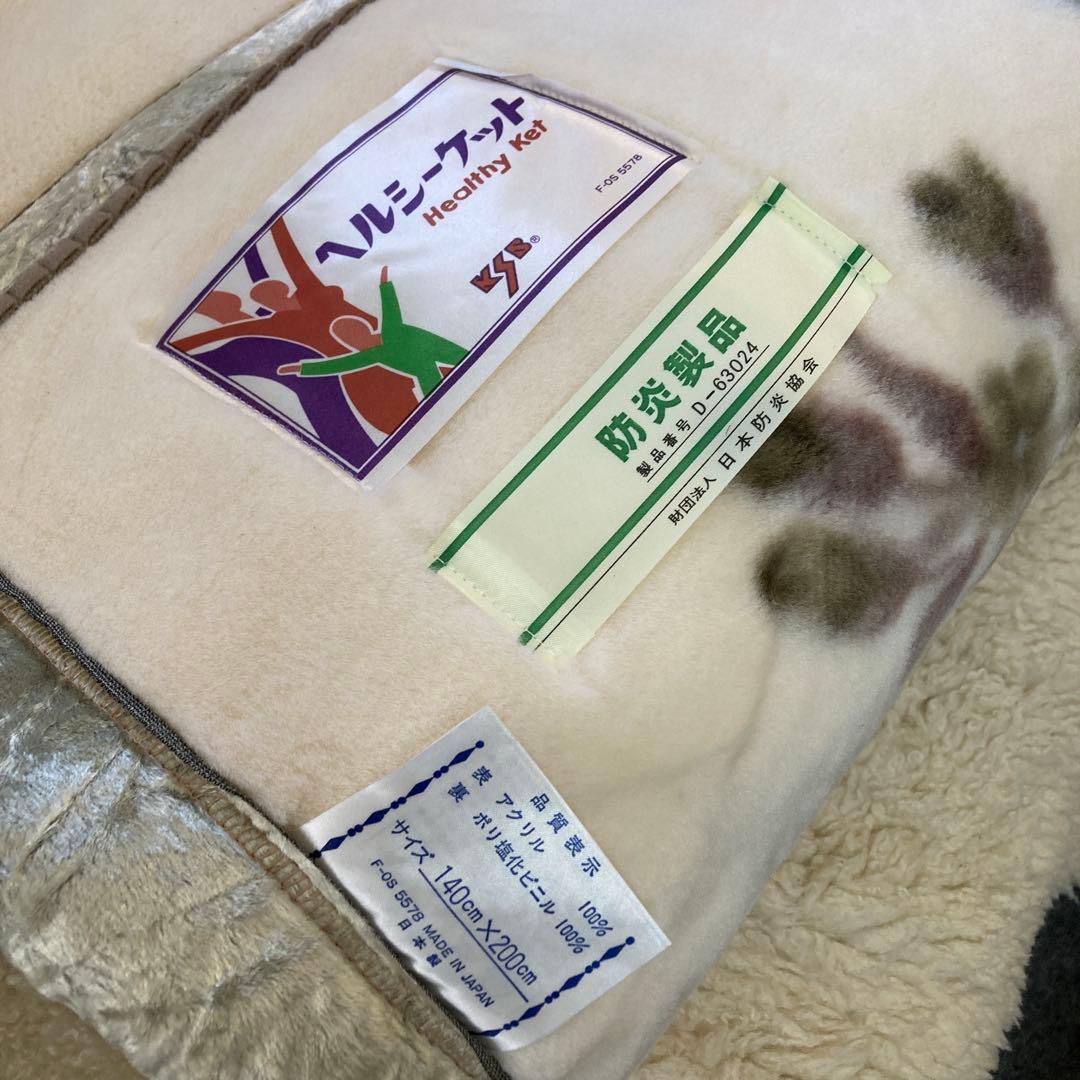 ヘルシーケット
Healthy Ket
F-OS 5578
KSB®
防炎製品
製品番号 D-63024
財団法人 日本防炎協会
品質表示
表 アクリル 100%
裏 ポリ塩化ビニル 100%
サイズ 140cm×200cm
F-OS 5578 MADE IN JAPAN
日本製